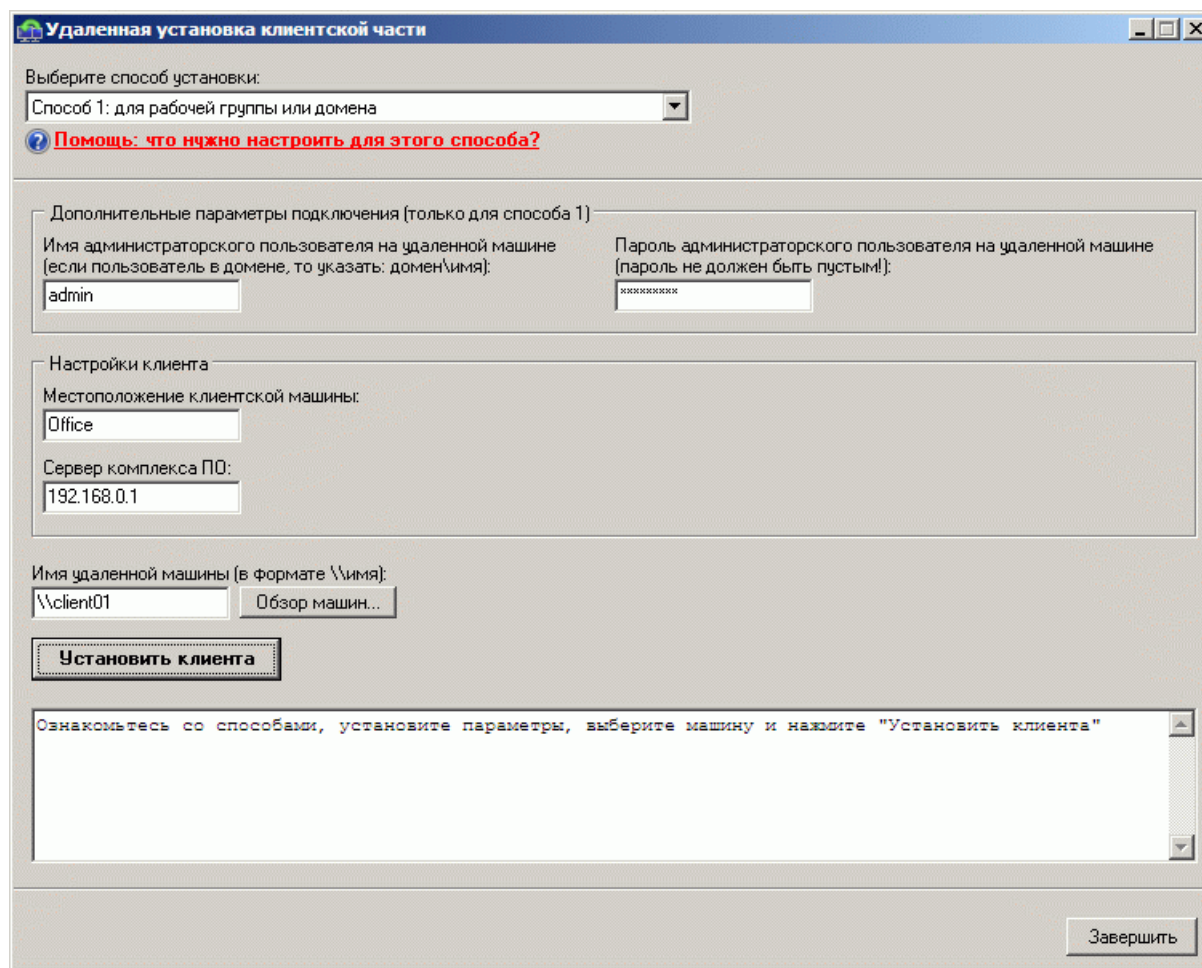 Удаленная установка клиентской части
Выберите способ установки:
Способ 1: для рабочей группы или домена
Помощь: что нужно настроить для этого способа?
Дополнительные параметры подключения (только для способа 1)
Имя администраторского пользователя на удаленной машине
(если пользователь в домене, то указать: домен\имя):
admin
Пароль администраторского пользователя на удаленной машине
(пароль не должен быть пустым!):
*********
Настройки клиента
Местоположение клиентской машины:
Office
Сервер комплекса ПО:
192.168.0.1
Имя удаленной машины (в формате \\имя):
\\client01
Обзор машин...
Установить клиента
Ознакомьтесь со способами, установите параметры, выберите машину и нажмите "Установить клиента"
Завершить